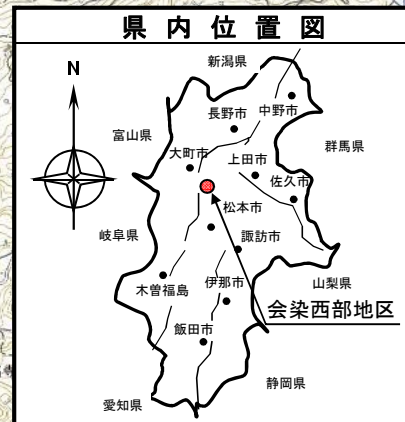 県内位置図
新潟県
N
中野市
長野市
富山県
群馬県
大町市
上田市
佐久市
松本市
岐阜県
諏訪市
山梨県
木曽福島
伊那市
会染西部地区
飯田市
静岡県
愛知県